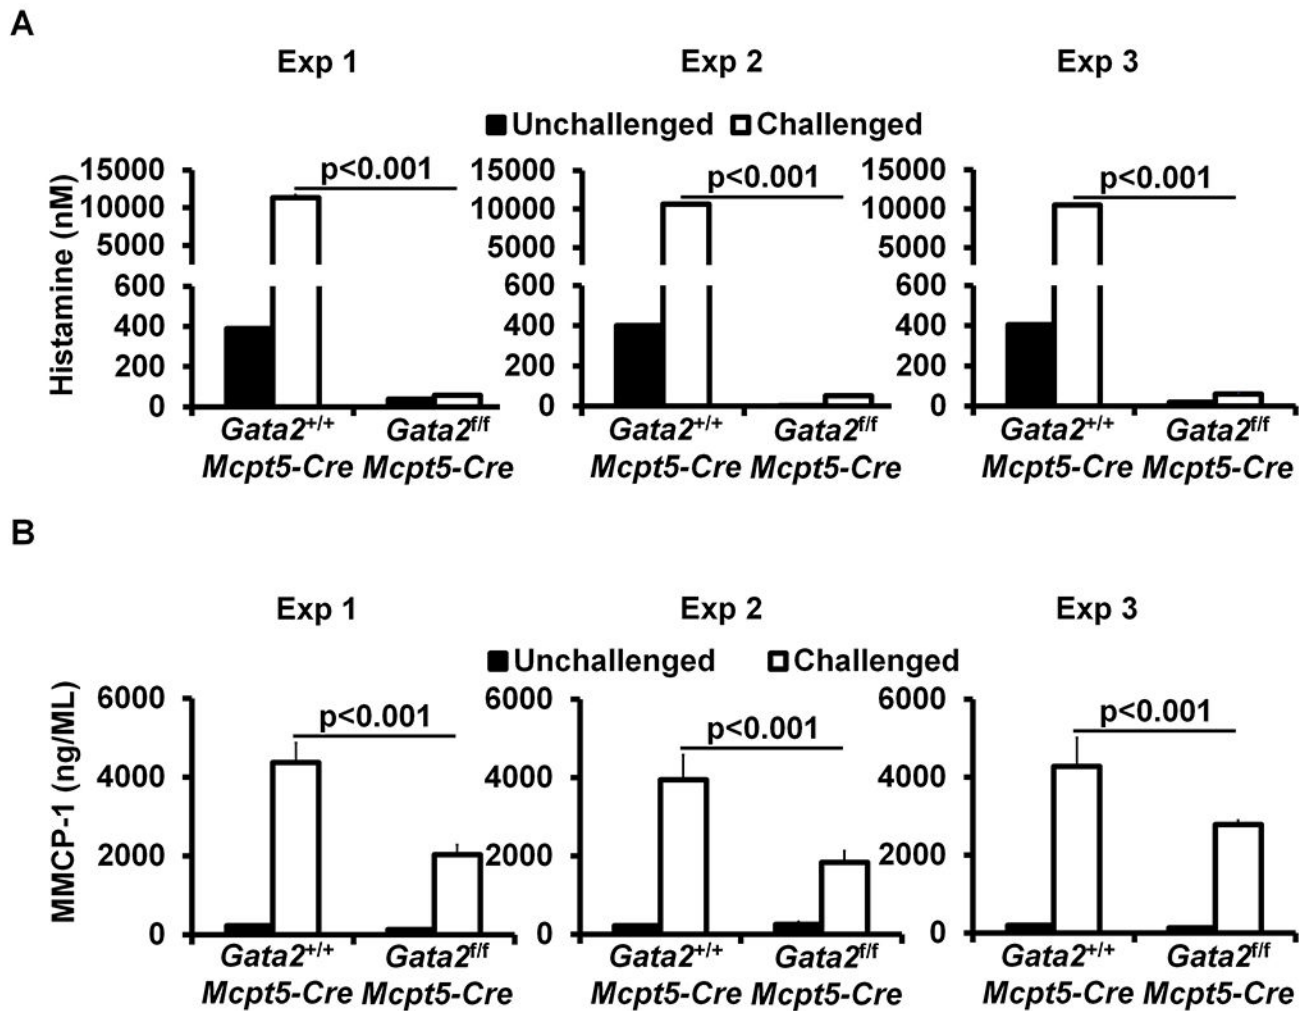 A
Exp 1 Exp 2 Exp 3
Unchallenged Challenged
Histamine (nM)
15000
10000
5000
600
400
200
0
p<0.001
Gata2+/+ Gata2f/f
Mcpt5-Cre Mcpt5-Cre
15000
10000
5000
600
400
200
0
p<0.001
Gata2+/+ Gata2f/f
Mcpt5-Cre Mcpt5-Cre
15000
10000
5000
600
400
200
0
p<0.001
Gata2+/+ Gata2f/f
Mcpt5-Cre Mcpt5-Cre
B
Exp 1 Exp 2 Exp 3
Unchallenged Challenged
MMCP-1 (ng/ML)
6000
4000
2000
0
p<0.001
Gata2+/+ Gata2f/f
Mcpt5-Cre Mcpt5-Cre
6000
4000
2000
0
p<0.001
Gata2+/+ Gata2f/f
Mcpt5-Cre Mcpt5-Cre
6000
4000
2000
0
p<0.001
Gata2+/+ Gata2f/f
Mcpt5-Cre Mcpt5-Cre